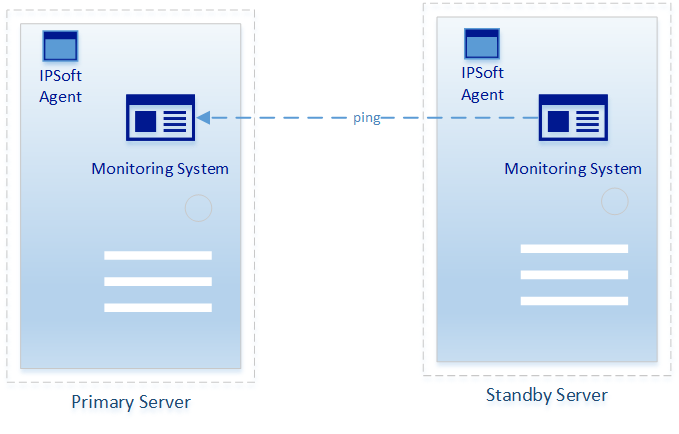 IPSoft
Agent
Monitoring System
Primary Server
ping
IPSoft
Agent
Monitoring System
Standby Server